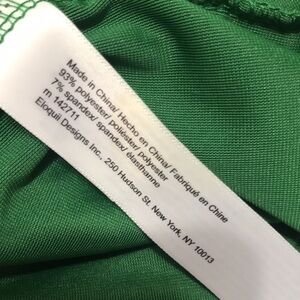 Made in China/ Hecho en China/ Fabriqué en Chine
93% polyester/ poliéster/ polyester
7% spandex/ spandex/ élasthanne
rn 142711
Eloquii Designs Inc., 250 Hudson St. New York, NY 10013